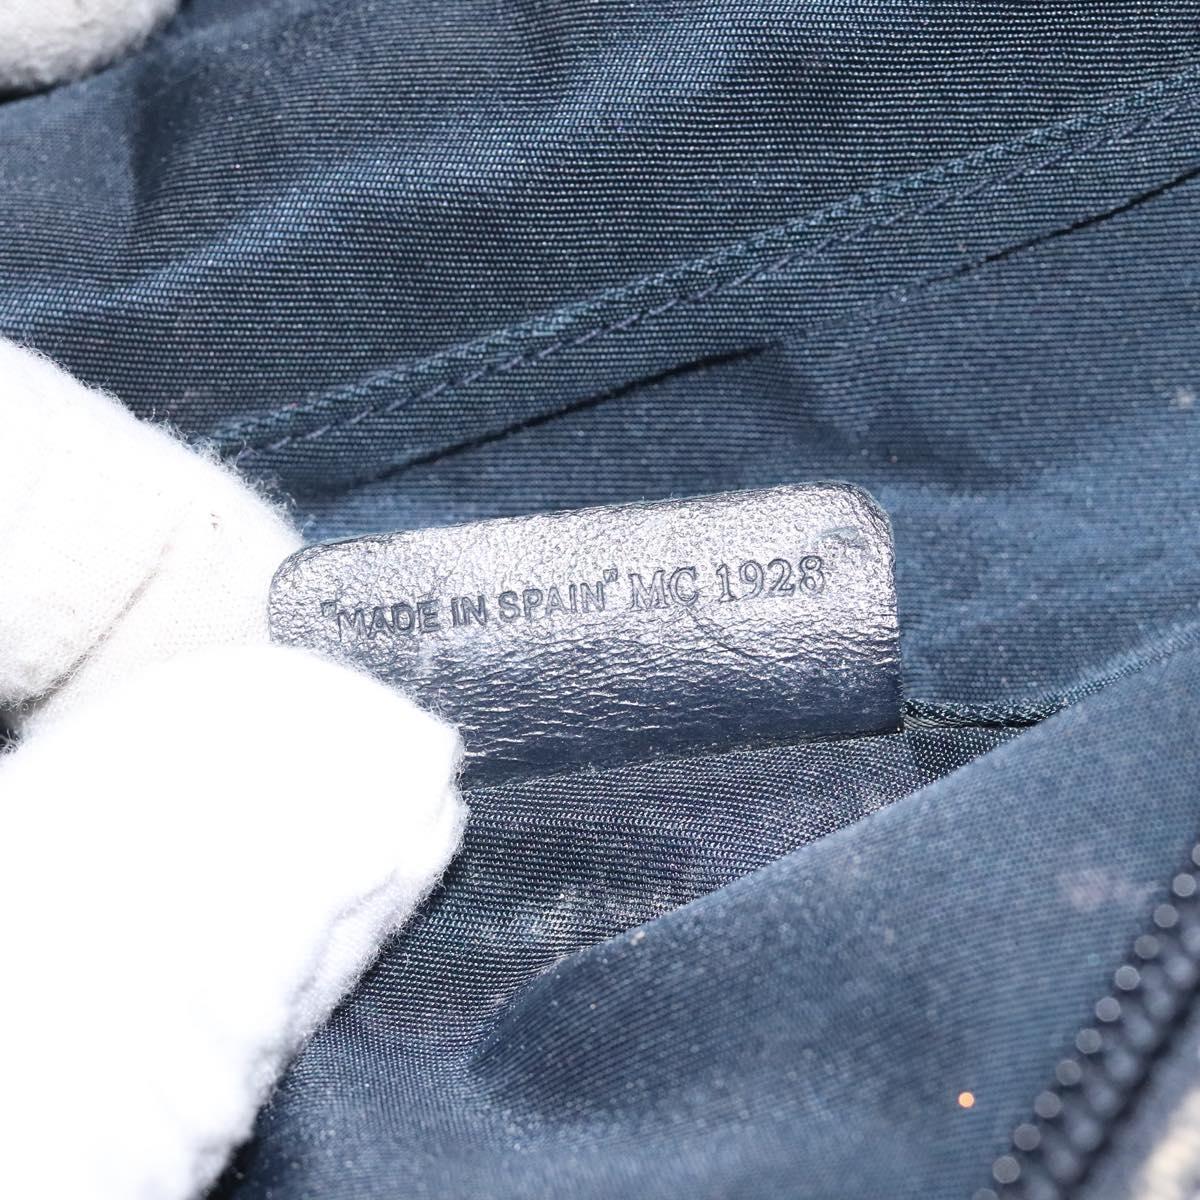 "MADE IN SPAIN" MC 1928